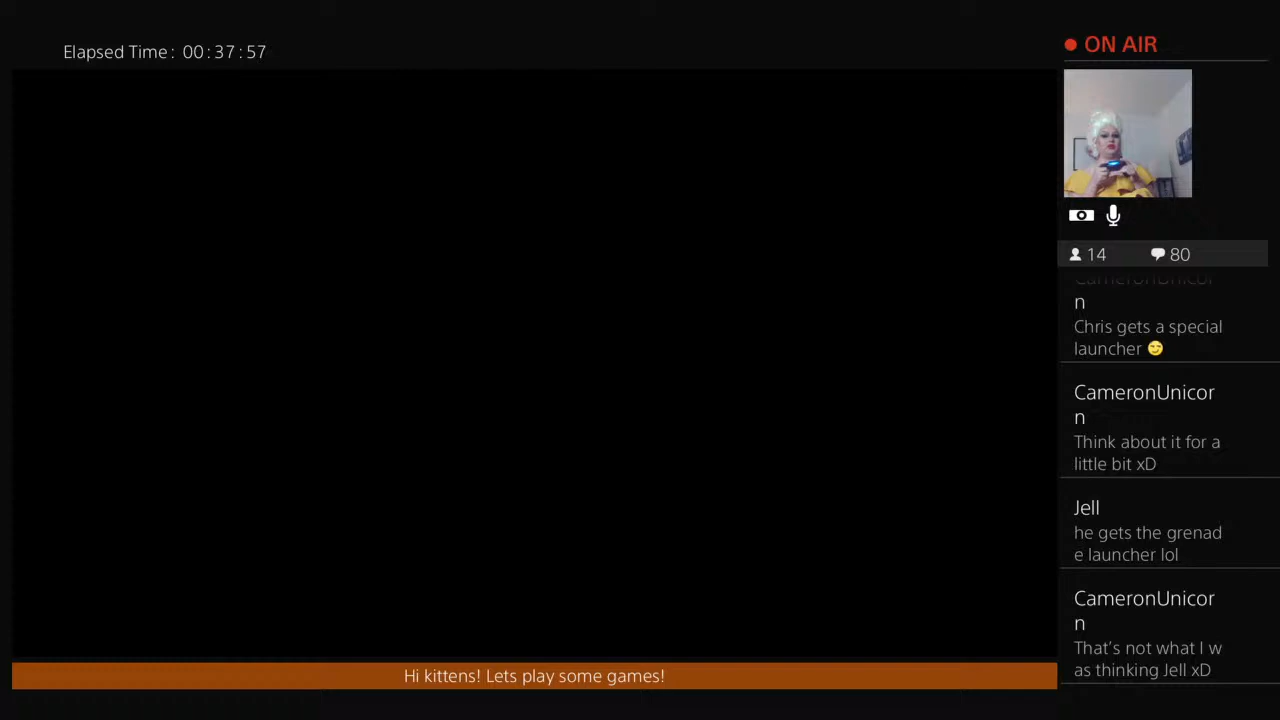 Elapsed Time: 00:37:57
ON AIR
14 80
CameronUnicor
n
Chris gets a special
launcher 😏
CameronUnicor
n
Think about it for a
little bit xD
Jell
he gets the grenad
e launcher lol
CameronUnicor
n
That's not what I w
as thinking Jell xD
Hi kittens! Lets play some games!